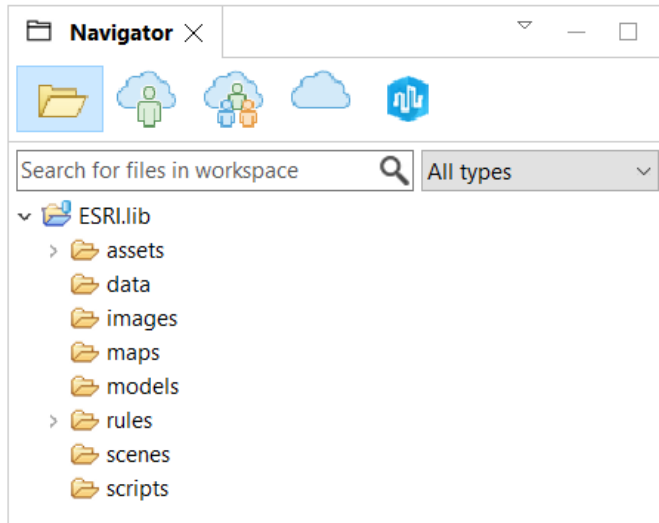 Navigator
Search for files in workspace
All types
ESRI.lib
assets
data
images
maps
models
rules
scenes
scripts